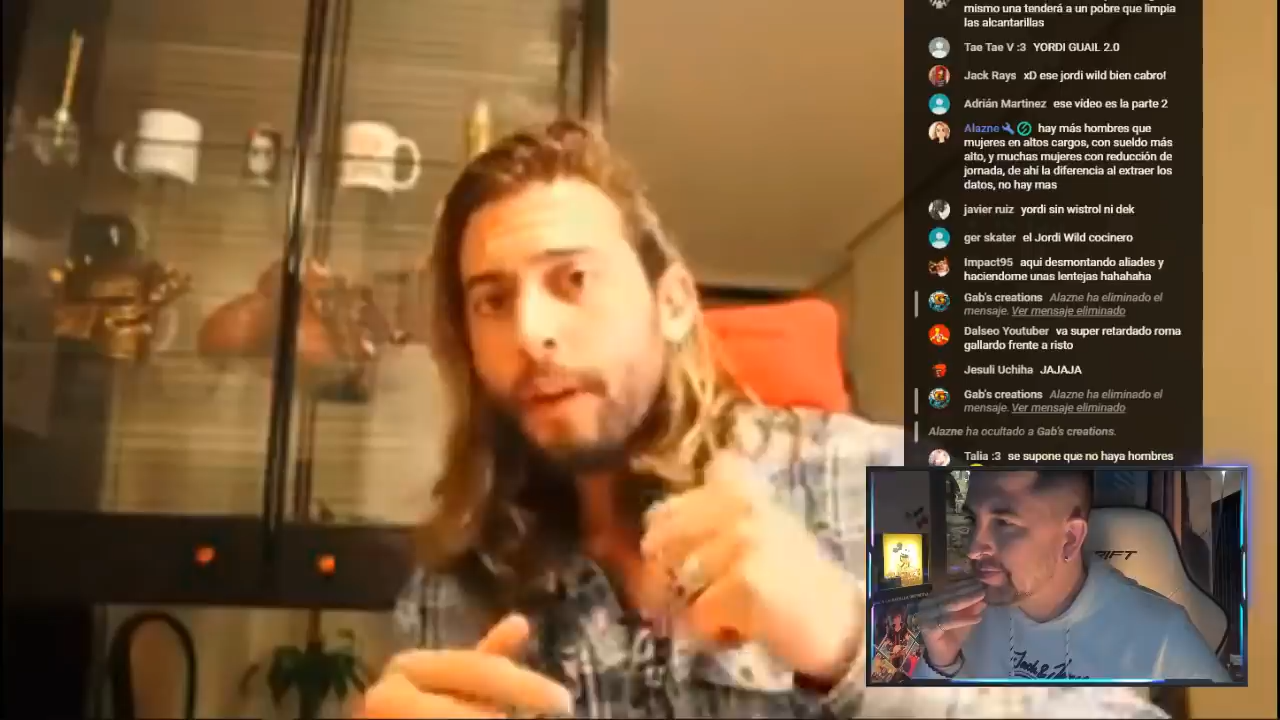 mismo una tenderá a un pobre que limpia
las alcantarillas
Tae Tae V :3 YORDI GUAIL 2.0
Jack Rays xD ese jordi wild bien cabro!
Adrián Martinez ese video es la parte 2
Alazne hay más hombres que
mujeres en altos cargos, con sueldo más
alto, y muchas mujeres con reducción de
jornada, de ahí la diferencia al extraer los
datos, no hay mas
javier ruiz yordi sin wistrol ni dek
ger skater el Jordi Wild cocinero
Impact95 aqui desmontando aliades y
haciendome unas lentejas hahahaha
Gab's creations Alazne ha eliminado el
mensaje. Ver mensaje eliminado
Dalseo Youtuber va super retardado roma
gallardo frente a risto
Jesuli Uchiha JAJAJA
Gab's creations Alazne ha eliminado el
mensaje. Ver mensaje eliminado
Alazne ha ocultado a Gab's creations.
Talia :3 se supone que no haya hombres